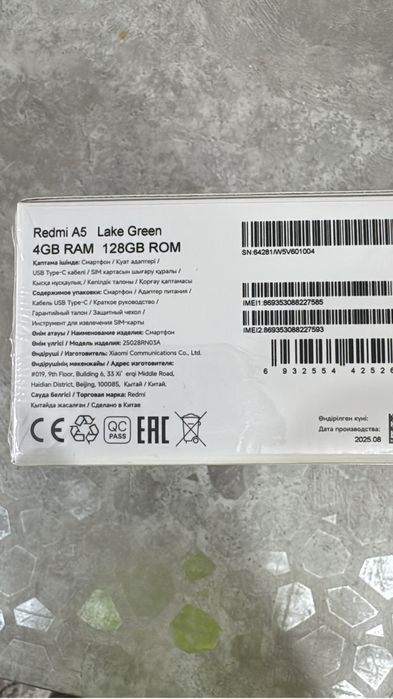 Redmi A5 Lake Green
4GB RAM 128GB ROM
Қаптама ішінде: Смартфон / Қуат адаптері /
USB Type-C кабелі / SIM картасын шығару құралы /
Қысқа нұсқаулық / Кепілдік талоны / Қорғау қаптамасы
Содержимое упаковки: Смартфон / Адаптер питания /
Кабель USB Type-C / Краткое руководство /
Гарантийный талон / Защитный чехол /
Инструмент для извлечения SIM-карты
Өнім атауы / Наименование изделия: Смартфон
Өнім үлгісі / Модель изделия: 25028RN03A
Өндіруші / Изготовитель: Xiaomi Communications Co., Ltd.
Өндірушінің мекенжайы / Адрес изготовителя:
#019, 9th Floor, Building 6, 33 Xi'erqi Middle Road,
Haidian District, Beijing, 100085, Қытай / Китай.
Сауда белгісі / Торговая марка: Redmi
Қытайда жасалған / Сделано в Китае
CE QC PASS EAC
SN:64281/W5V601004
IMEI1:869353088227585
IMEI2:869353088227593
6 932554 42526
Өндірілген күні:
Дата производства:
2025.08